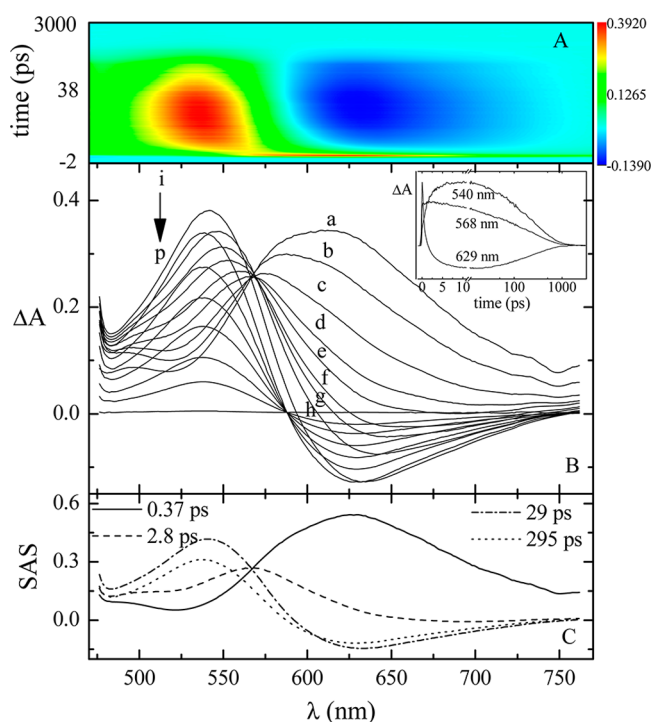 3000
38
-2
time (ps)
A
0.3920
0.1265
-0.1390
0.4
0.2
0.0
ΔA
i
p
a
b
c
d
e
f
g
h
B
ΔA
540 nm
568 nm
629 nm
0 5 10 100 1000
time (ps)
0.6
0.3
0.0
SAS
0.37 ps
2.8 ps
29 ps
295 ps
C
500 550 600 650 700 750
λ (nm)